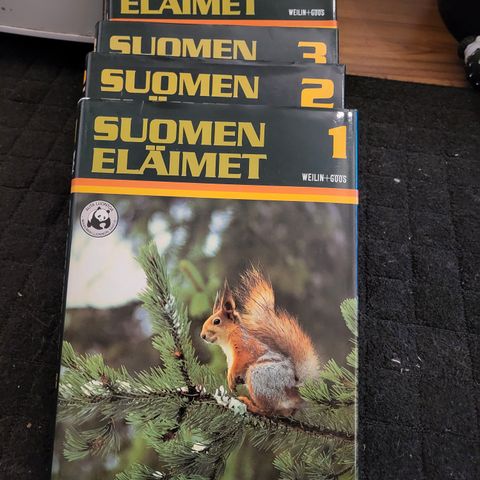 ELÄIMET
WEILIN+GÖÖS
SUOMEN 3
SUOMEN 2
SUOMEN 1
ELÄIMET
WEILIN+GÖÖS